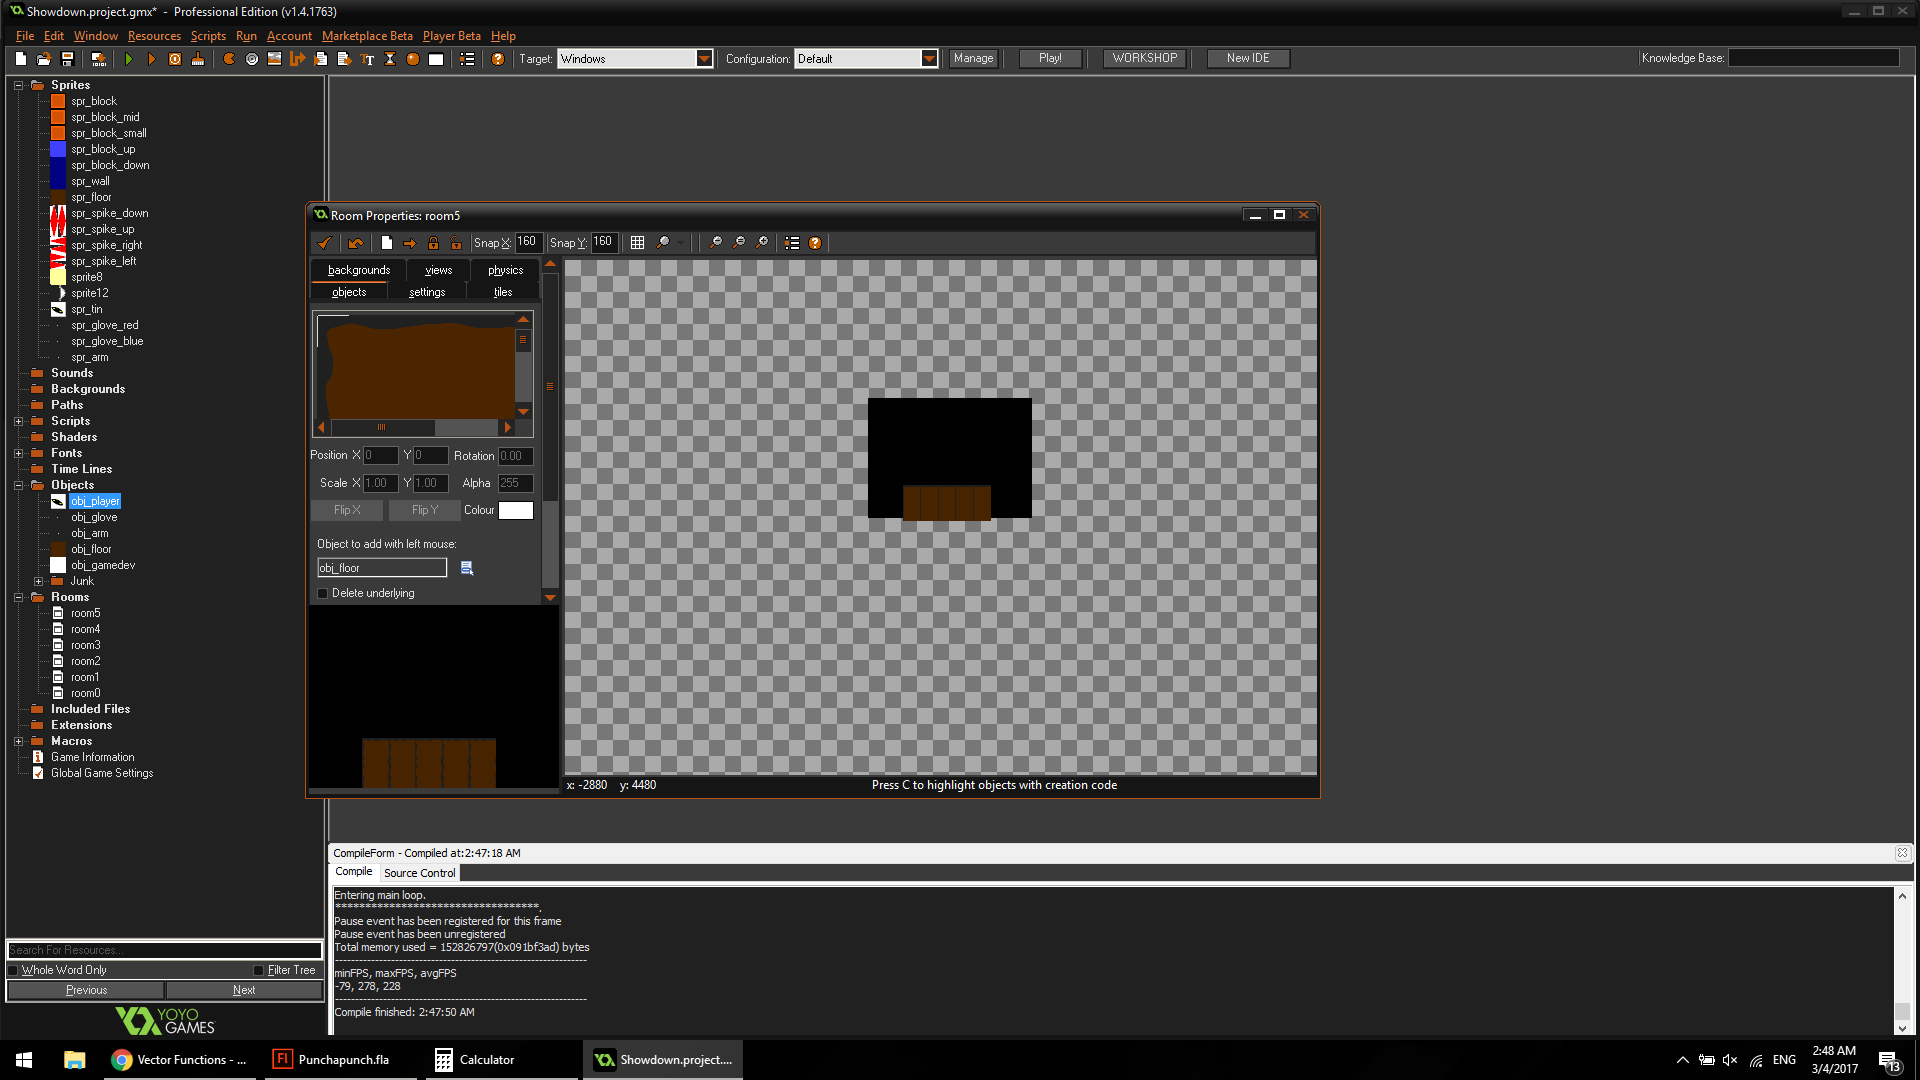 Showdown.project.gmx*  -  Professional Edition (v1.4.1763)
File Edit Window Resources Scripts Run Account Marketplace Beta Player Beta Help
Target: Windows Configuration: Default Manage Play! WORKSHOP New IDE Knowledge Base:
Sprites
spr_block
spr_block_mid
spr_block_small
spr_block_up
spr_block_down
spr_wall
spr_floor
spr_spike_down
spr_spike_up
spr_spike_right
spr_spike_left
sprite8
sprite12
spr_tin
spr_glove_red
spr_glove_blue
spr_arm
Sounds
Backgrounds
Paths
Scripts
Shaders
Fonts
Time Lines
Objects
obj_player
obj_glove
obj_arm
obj_floor
obj_gamedev
Junk
Rooms
room5
room4
room3
room2
room1
room0
Included Files
Extensions
Macros
Game Information
Global Game Settings
Search For Resources...
Whole Word Only Filter Tree
Previous Next
YOYO
GAMES
Room Properties: room5
Snap X: 160 Snap Y: 160
backgrounds views physics
objects settings tiles
Position X 0 Y 0 Rotation 0.00
Scale X 1.00 Y 1.00 Alpha 255
Flip X Flip Y Colour
Object to add with left mouse:
obj_floor
Delete underlying
x: -2880 y: 4480 Press C to highlight objects with creation code
CompileForm - Compiled at:2:47:18 AM
Compile Source Control
Entering main loop.
***********************************.
Pause event has been registered for this frame
Pause event has been unregistered
Total memory used = 152826797(0x091bf3ad) bytes
minFPS, maxFPS, avgFPS
-79, 278, 228
Compile finished: 2:47:50 AM
Vector Functions - ... Fl Punchapunch.fla Calculator Showdown.project.... ENG 2:48 AM
3/4/2017 13